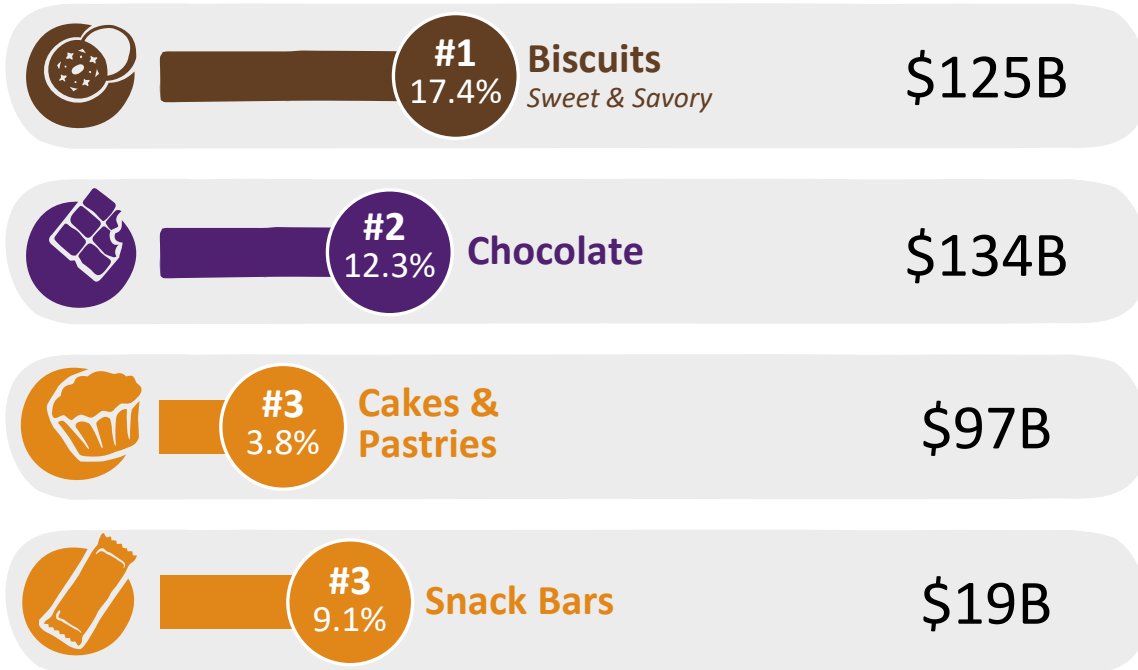 #1
17.4%
Biscuits
Sweet & Savory
$125B
#2
12.3%
Chocolate
$134B
#3
3.8%
Cakes &
Pastries
$97B
#3
9.1%
Snack Bars
$19B